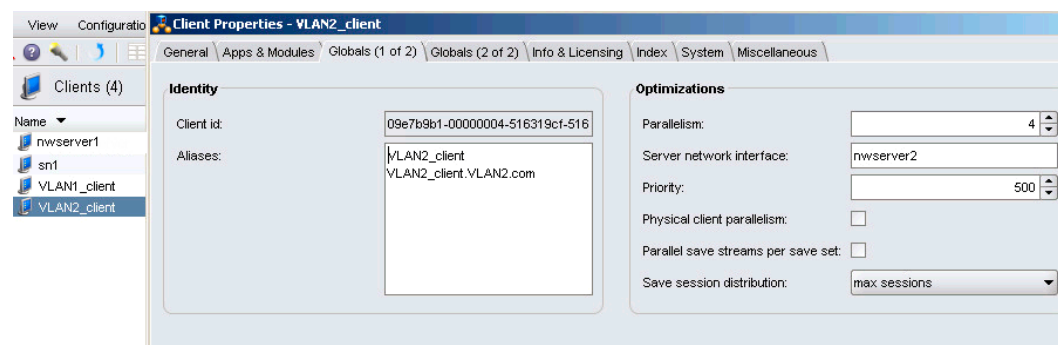 View Configuratio
Client Properties - VLAN2_client
General Apps & Modules Globals (1 of 2) Globals (2 of 2) Info & Licensing Index System Miscellaneous
Clients (4)
Name
nwserver1
sn1
VLAN1_client
VLAN2_client
Identity
Client id: 09e7b9b1-00000004-516319cf-516
Aliases: VLAN2_client
VLAN2_client.VLAN2.com
Optimizations
Parallelism: 4
Server network interface: nwserver2
Priority: 500
Physical client parallelism:
Parallel save streams per save set:
Save session distribution: max sessions